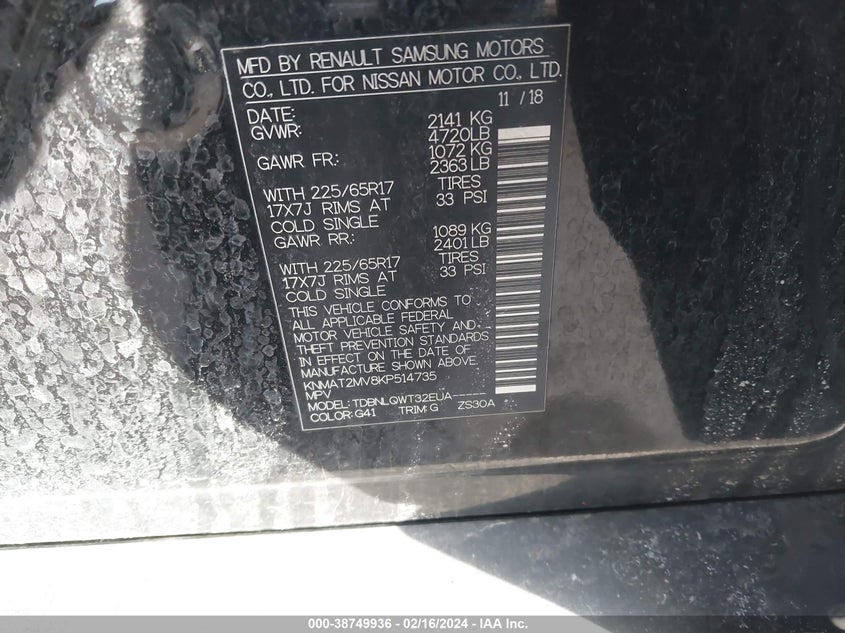 MFD BY RENAULT SAMSUNG MOTORS
CO., LTD. FOR NISSAN MOTOR CO., LTD.
DATE: 11 / 18
GVWR: 2141 KG
4720LB
GAWR FR: 1072 KG
2363 LB
WITH 225/65R17 TIRES
17X7J RIMS AT 33 PSI
COLD SINGLE
GAWR RR: 1089 KG
2401 LB
WITH 225/65R17 TIRES
17X7J RIMS AT 33 PSI
COLD SINGLE
THIS VEHICLE CONFORMS TO
ALL APPLICABLE FEDERAL
MOTOR VEHICLE SAFETY AND
THEFT PREVENTION STANDARDS
IN EFFECT ON THE DATE OF
MANUFACTURE SHOWN ABOVE.
KNMAT2MV8KP514735
MPV
MODEL: TDBNLQWT32EUA-----
COLOR: G41 TRIM: G ZS30A
000-38749936 - 02/16/2024 - IAA Inc.